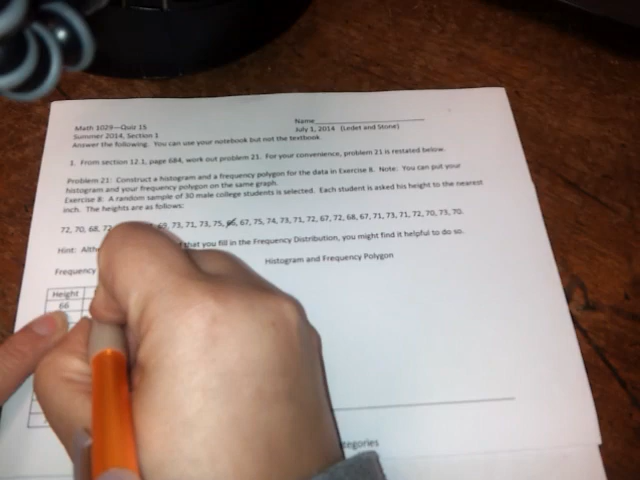 Name
Math 1029—Quiz 15
July 1, 2014 (Ledet and Stone)
Summer 2014, Section 1
Answer the following. You can use your notebook but not the textbook
1. From section 12.1, page 684, work out problem 21. For your convenience, problem 21 is restated below.
Problem 21: Construct a histogram and a frequency polygon for the data in Exercise 8. Note: You can put your
histogram and your frequency polygon on the same graph.
Exercise 8: A random sample of 30 male college students is selected. Each student is asked his height to the nearest
inch. The heights are as follows:
72, 70, 68, 72 69, 73, 71, 73, 75, 66, 67, 75, 74, 73, 71, 72, 67, 72, 68, 67, 71, 73, 71, 72, 70, 73, 70.
Hint: that you fill in the Frequency Distribution, you might find it helpful to do so.
Frequency
Histogram and Frequency Polygon
Height
66